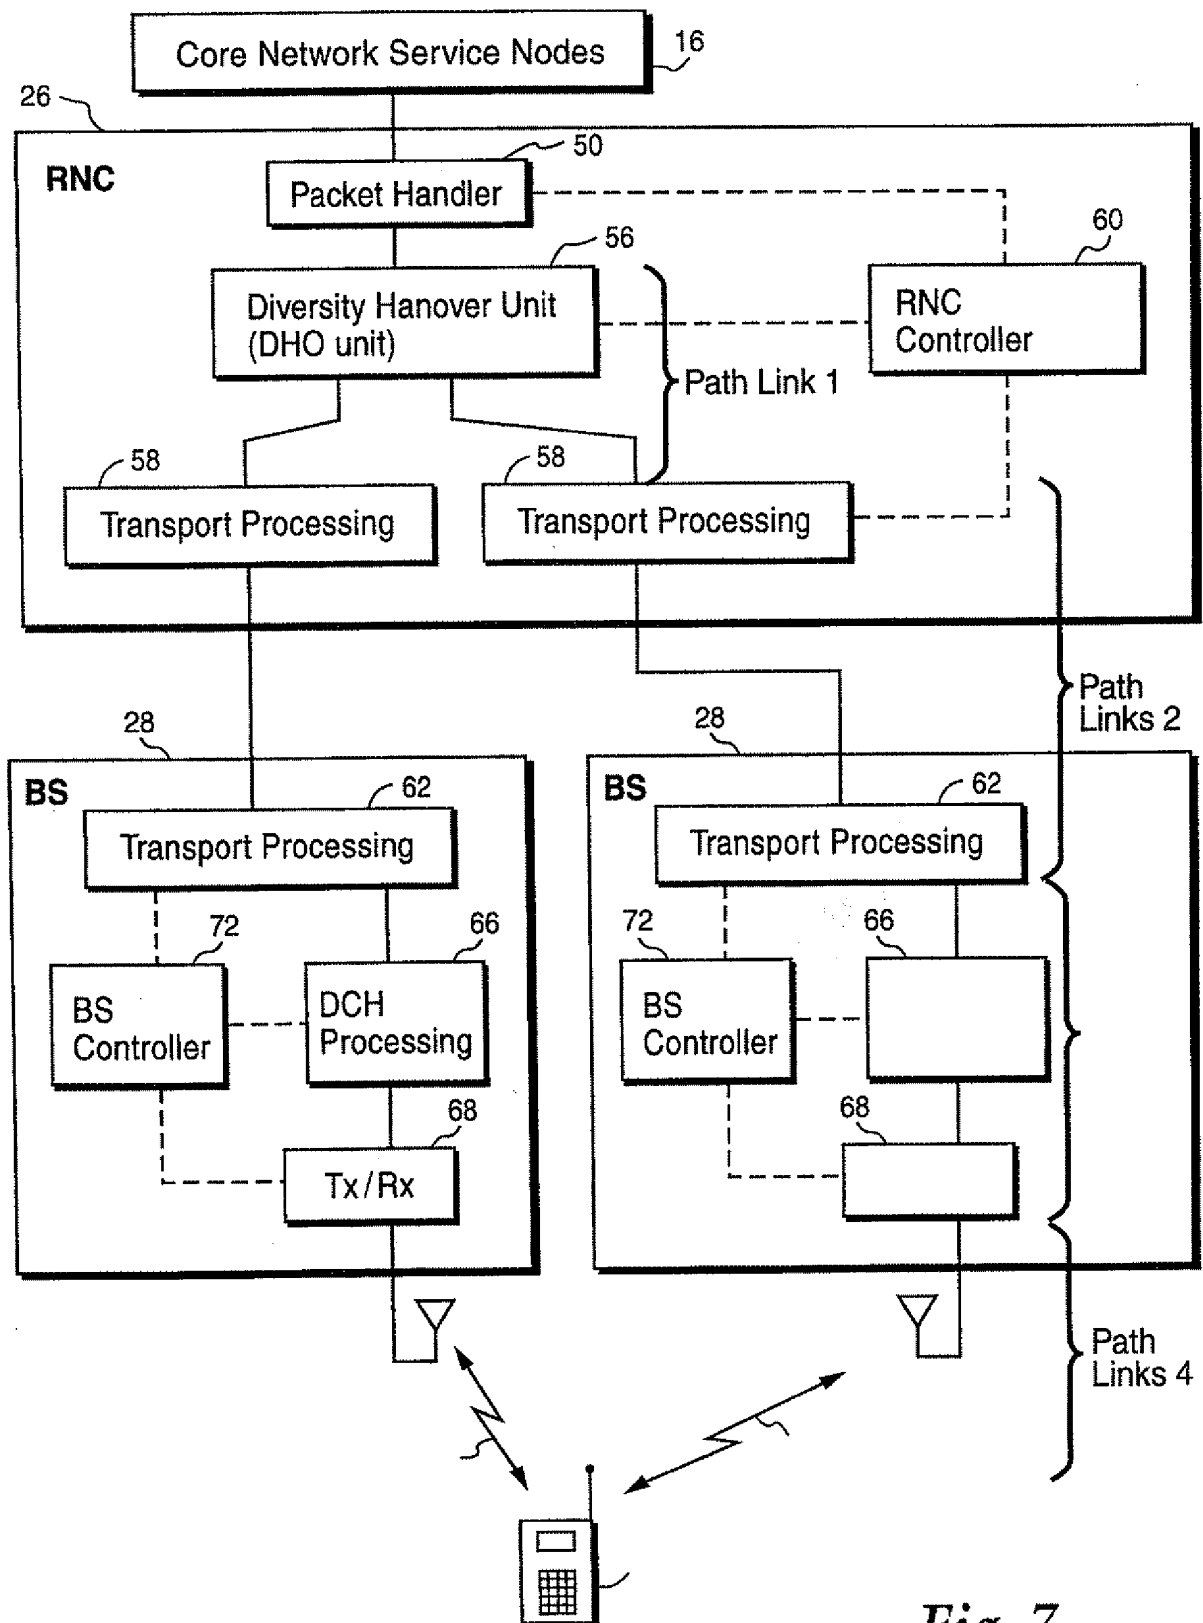 Core Network Service Nodes
16
26
RNC
50
Packet Handler
56
60
Diversity Hanover Unit
(DHO unit)
RNC
Controller
Path Link 1
58
58
Transport Processing
Transport Processing
Path
Links 2
28
28
BS
BS
62
62
Transport Processing
Transport Processing
72
66
72
66
BS
Controller
DCH
Processing
BS
Controller
68
68
Tx/Rx
Path
Links 4
Fig. 7